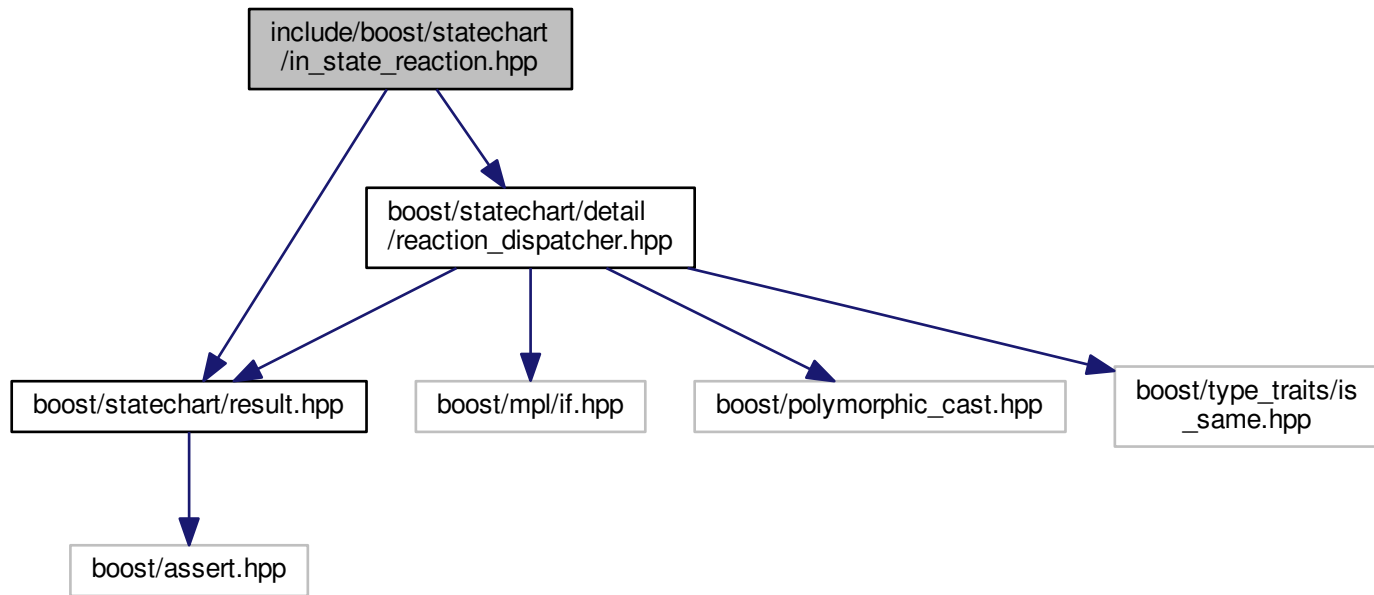 include/boost/statechart
/in_state_reaction.hpp
boost/statechart/detail
/reaction_dispatcher.hpp
boost/statechart/result.hpp
boost/mpl/if.hpp
boost/polymorphic_cast.hpp
boost/type_traits/is
_same.hpp
boost/assert.hpp